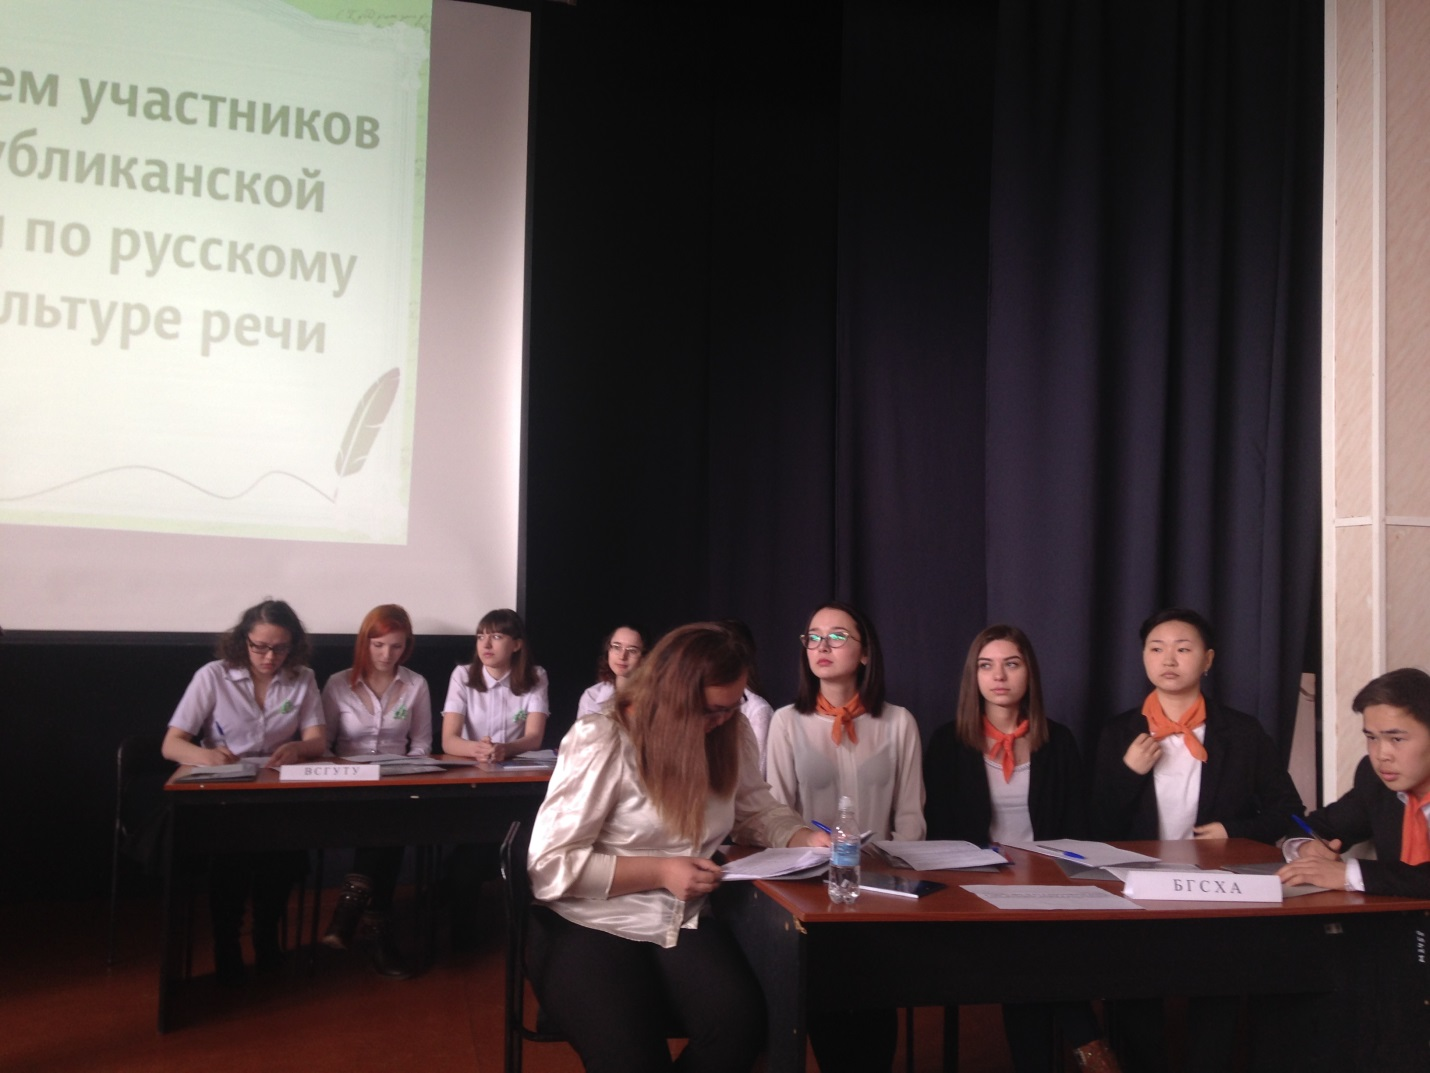 ем участников
убликанской
и по русскому
льтуре речи
ВСГУТУ
БГСХА